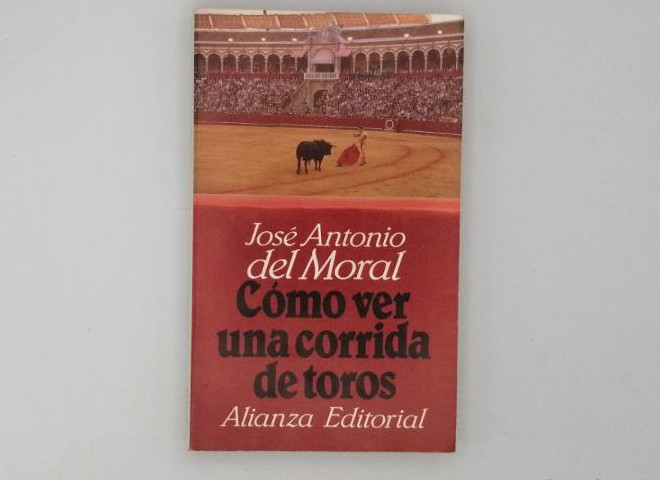 José Antonio
del Moral
Cómo ver
una corrida
de toros
Alianza Editorial